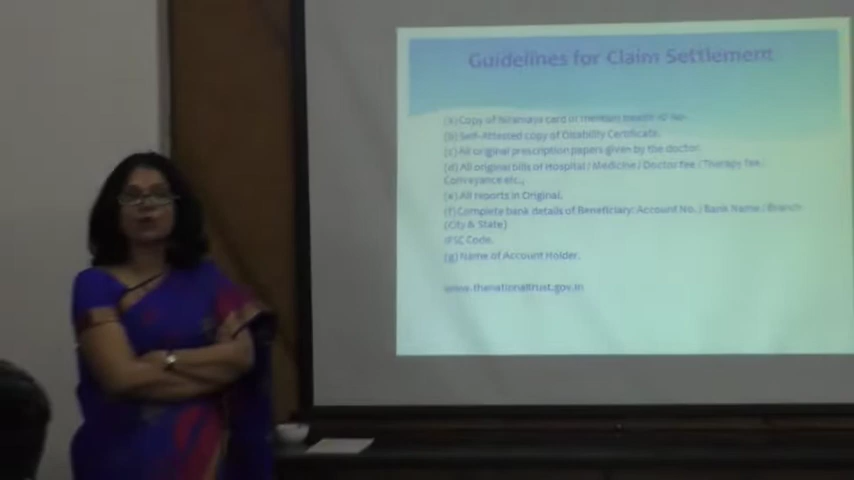 Guidelines for Claim Settlement
(a) Copy of Niramaya card or mention health ID No.
(b) Self-Attested copy of Disability Certificate.
(c) All original prescription papers given by the doctor.
(d) All original bills of Hospital / Medicine / Doctor fee / Therapy fee /
Conveyance etc.,
(e) All reports in Original.
(f) Complete bank details of Beneficiary: Account No. / Bank Name / Branch
(City & State)
IFSC Code.
(g) Name of Account Holder.
www.thenationaltrust.gov.in